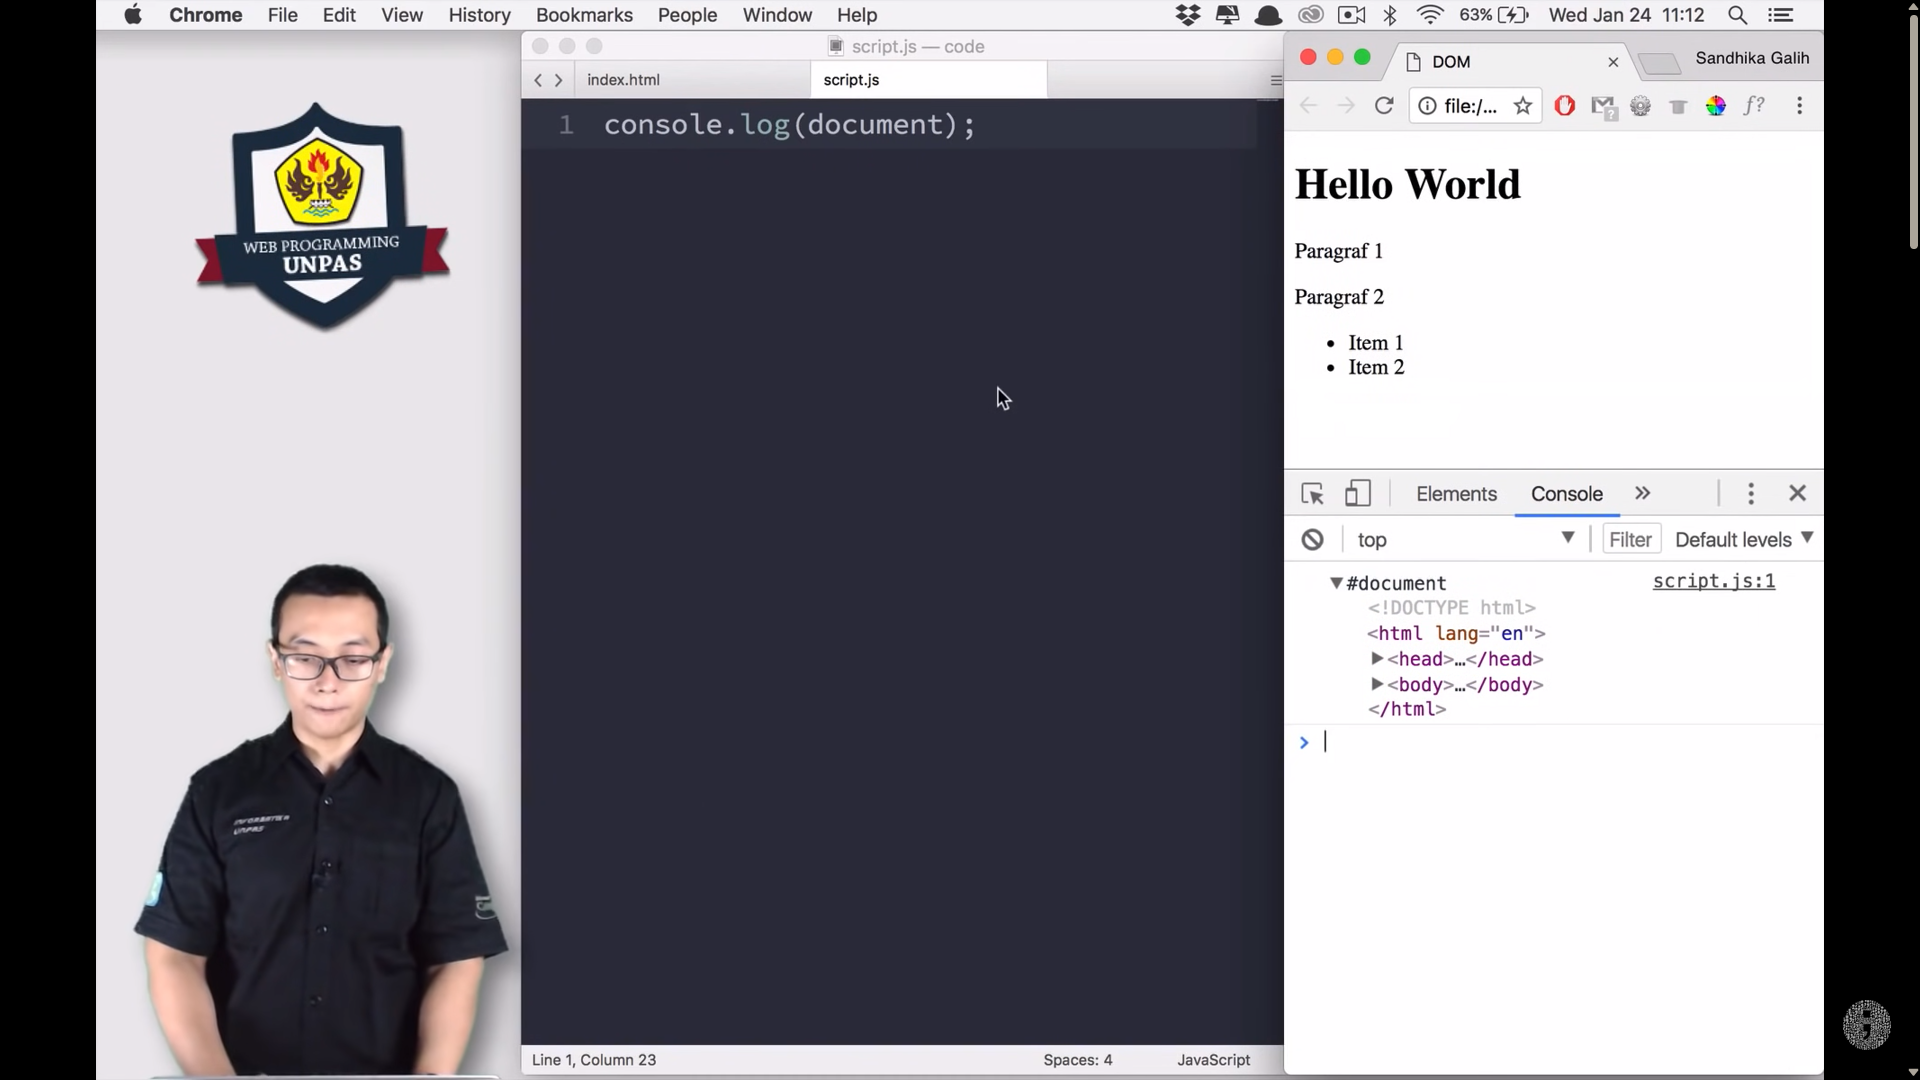 Chrome File Edit View History Bookmarks People Window Help
63% Wed Jan 24 11:12
WEB PROGRAMMING
UNPAS
INFORMATIKA
UNPAS
script.js — code
index.html
script.js
1 console.log(document);
Line 1, Column 23
Spaces: 4
JavaScript
DOM
Sandhika Galih
file:/...
f?
Hello World
Paragraf 1
Paragraf 2
• Item 1
• Item 2
Elements Console
top
Filter
Default levels
#document
script.js:1
<!DOCTYPE html>
<html lang="en">
<head>…</head>
<body>…</body>
</html>
>